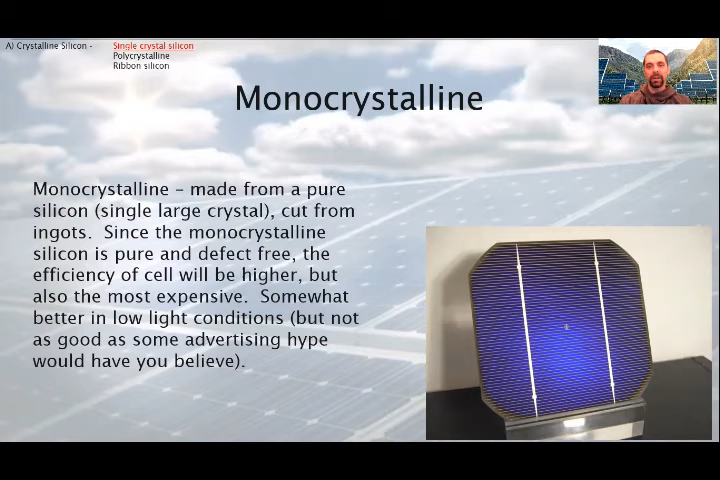 A) Crystalline Silicon - Single crystal silicon
Polycrystalline
Ribbon silicon
Monocrystalline
Monocrystalline – made from a pure
silicon (single large crystal), cut from
ingots.  Since the monocrystalline
silicon is pure and defect free, the
efficiency of cell will be higher, but
also the most expensive.  Somewhat
better in low light conditions (but not
as good as some advertising hype
would have you believe).